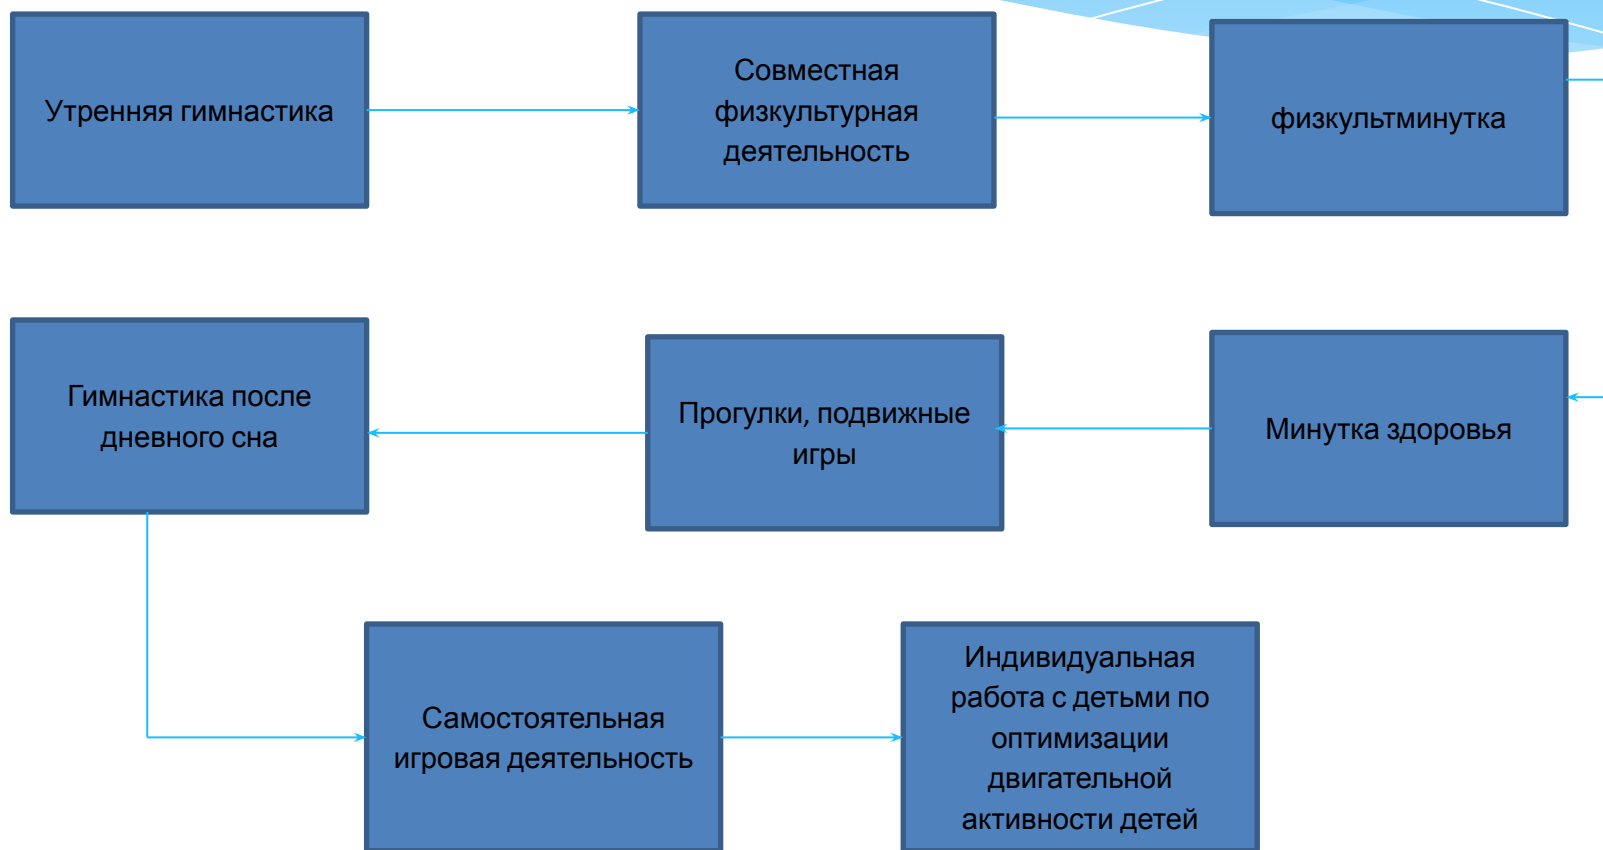 Утренняя гимнастика
Совместная
физкультурная
деятельность
физкультминутка
Гимнастика после
дневного сна
Прогулки, подвижные
игры
Минутка здоровья
Самостоятельная
игровая деятельность
Индивидуальная
работа с детьми по
оптимизации
двигательной
активности детей